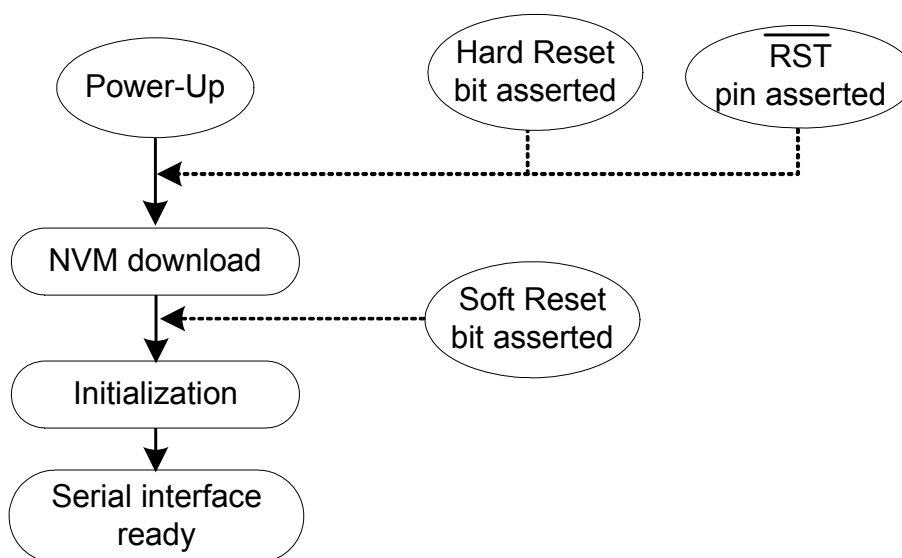 Power-Up
Hard Reset
bit asserted
RST
pin asserted
NVM download
Soft Reset
bit asserted
Initialization
Serial interface
ready